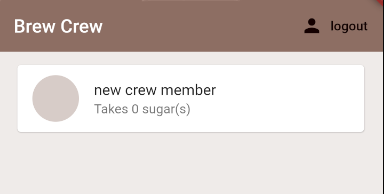 Brew Crew
logout
new crew member
Takes 0 sugar(s)